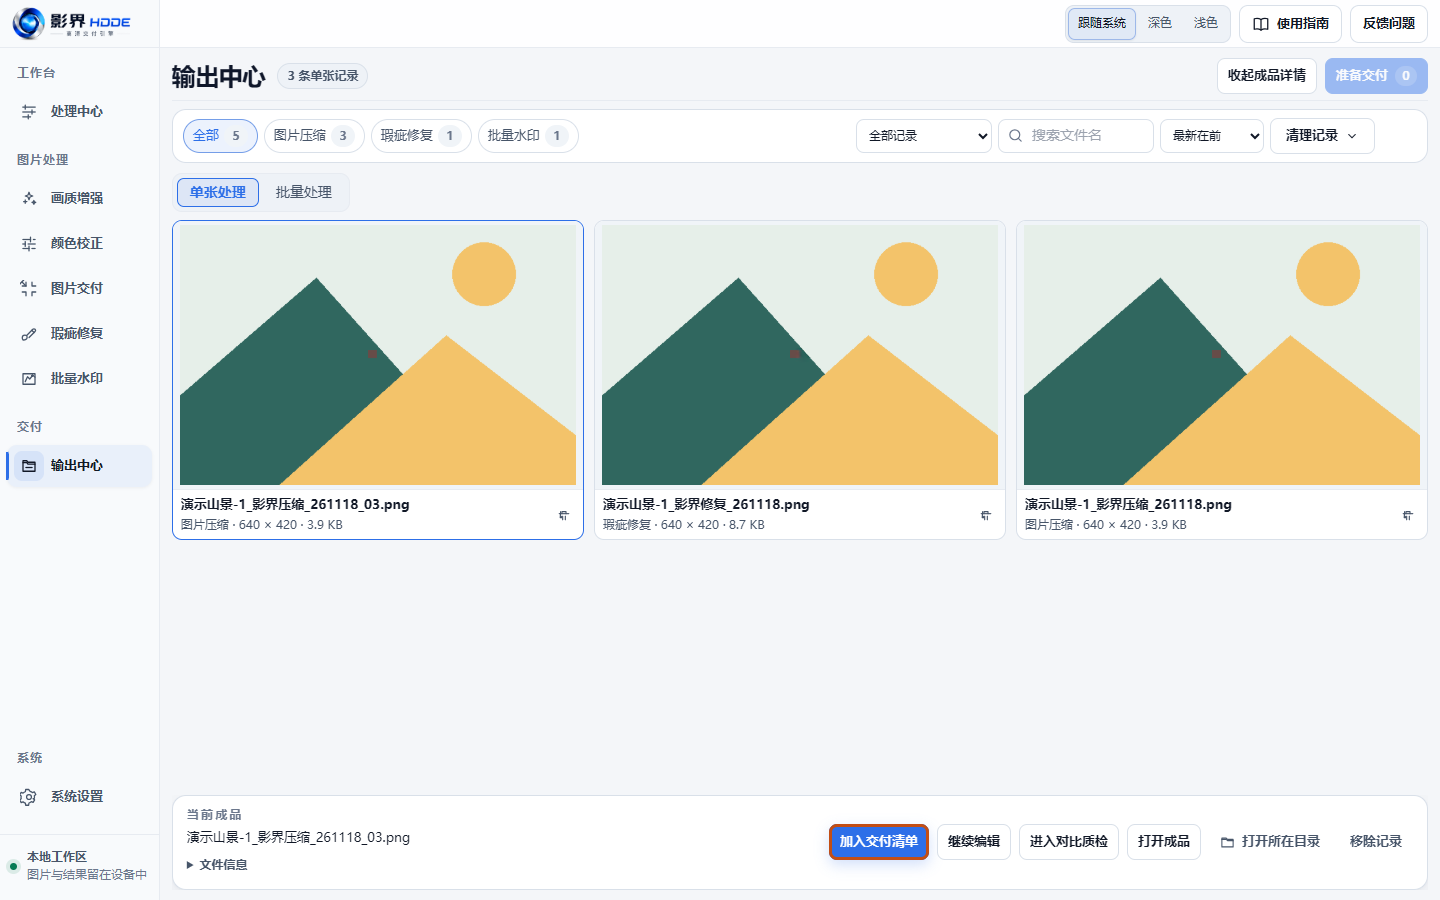 影界 HDDE
高清交付引擎
跟随系统
深色
浅色
使用指南
反馈问题
工作台
处理中心
图片处理
画质增强
颜色校正
图片交付
瑕疵修复
批量水印
交付
输出中心
系统
系统设置
本地工作区
图片与结果留在设备中
输出中心
3 条单张记录
收起成品详情
准备交付 0
全部 5
图片压缩 3
瑕疵修复 1
批量水印 1
全部记录
搜索文件名
最新在前
清理记录
单张处理
批量处理
演示山景-1_影界压缩_261118_03.png
图片压缩 · 640 × 420 · 3.9 KB
演示山景-1_影界修复_261118.png
瑕疵修复 · 640 × 420 · 8.7 KB
演示山景-1_影界压缩_261118.png
图片压缩 · 640 × 420 · 3.9 KB
当前成品
演示山景-1_影界压缩_261118_03.png
文件信息
加入交付清单
继续编辑
进入对比质检
打开成品
打开所在目录
移除记录